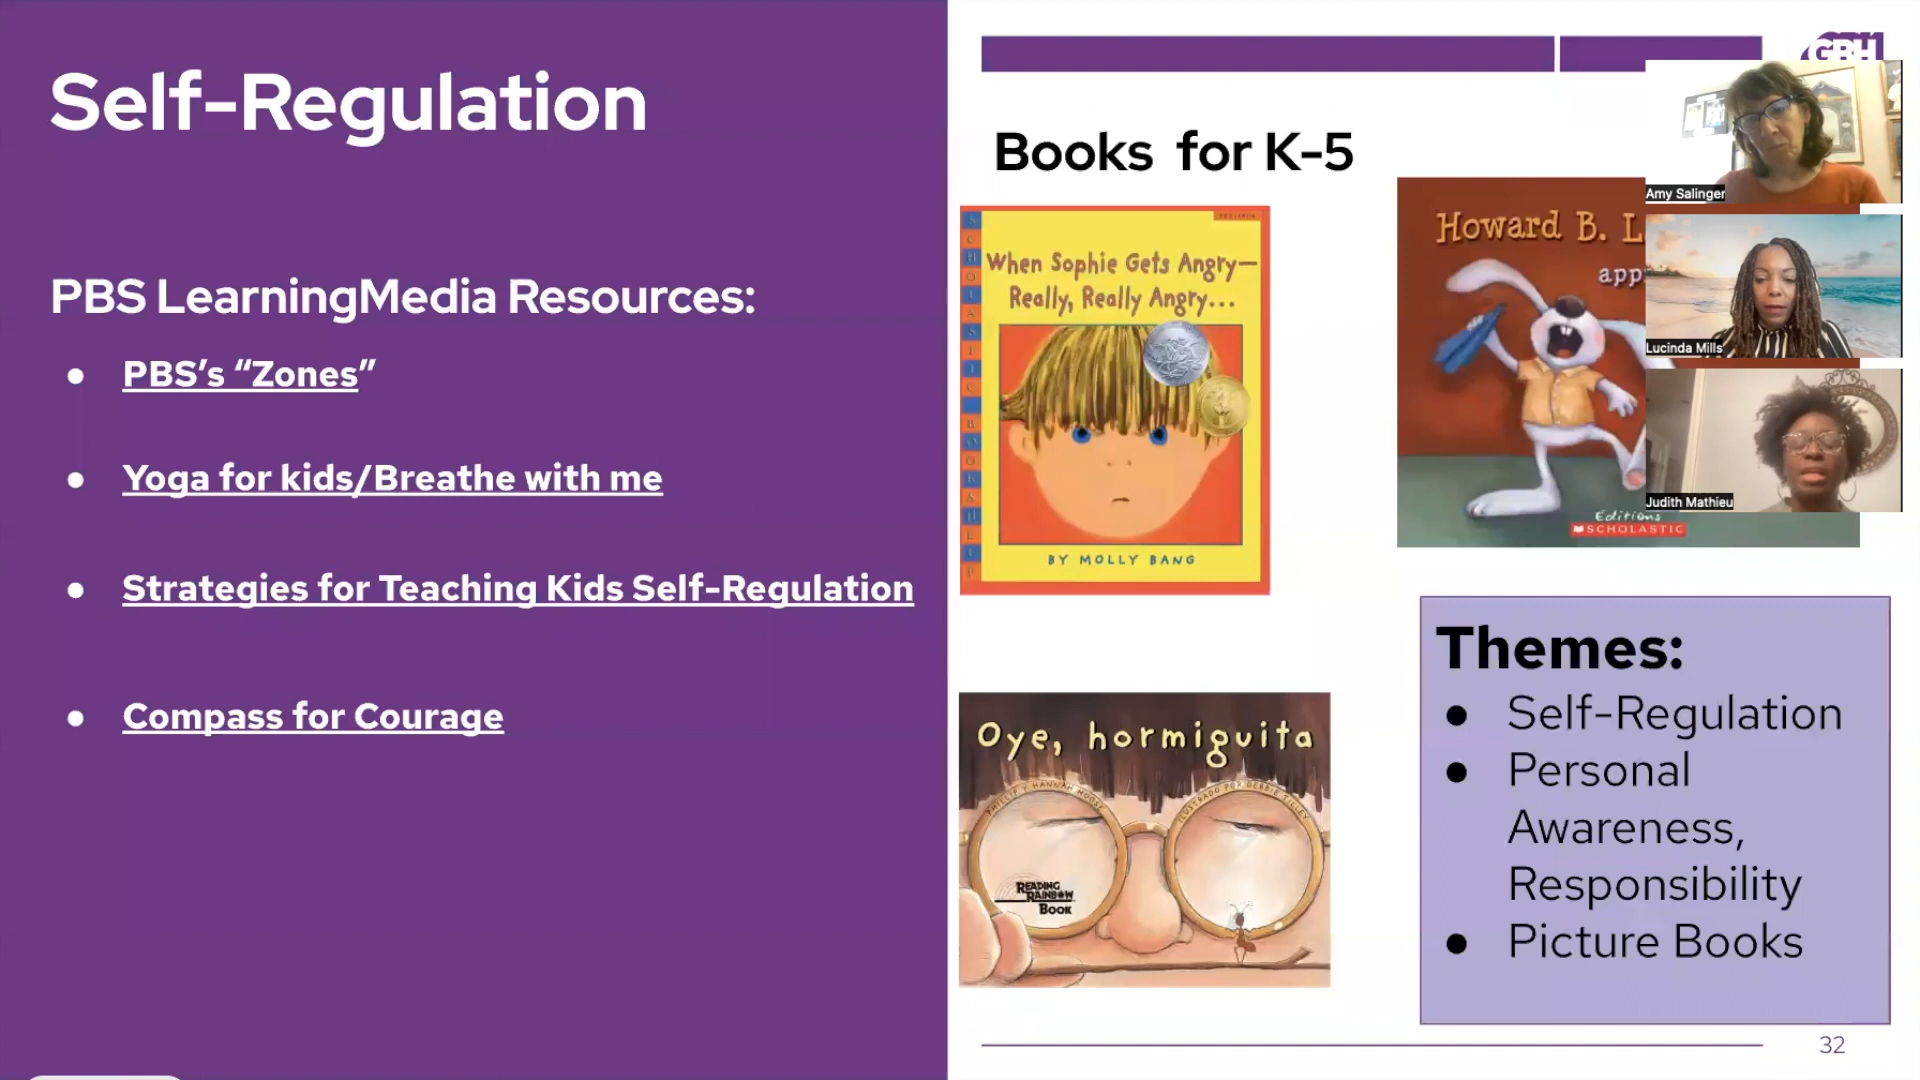 Self-Regulation
PBS LearningMedia Resources:
● PBS’s “Zones”
● Yoga for kids/Breathe with me
● Strategies for Teaching Kids Self-Regulation
● Compass for Courage
GBH
Books for K-5
When Sophie Gets Angry—
Really, Really Angry...
BY MOLLY BANG
Howard B.
app
Editions
SCHOLASTIC
Amy Salinger
Lucinda Mills
Judith Mathieu
Oye, hormiguita
PHILLIP Y HANNAH HOOSE
ILUSTRADO POR DEBBIE TILLEY
READING
RAINBOW
BOOK
Themes:
● Self-Regulation
● Personal
Awareness,
Responsibility
● Picture Books
32